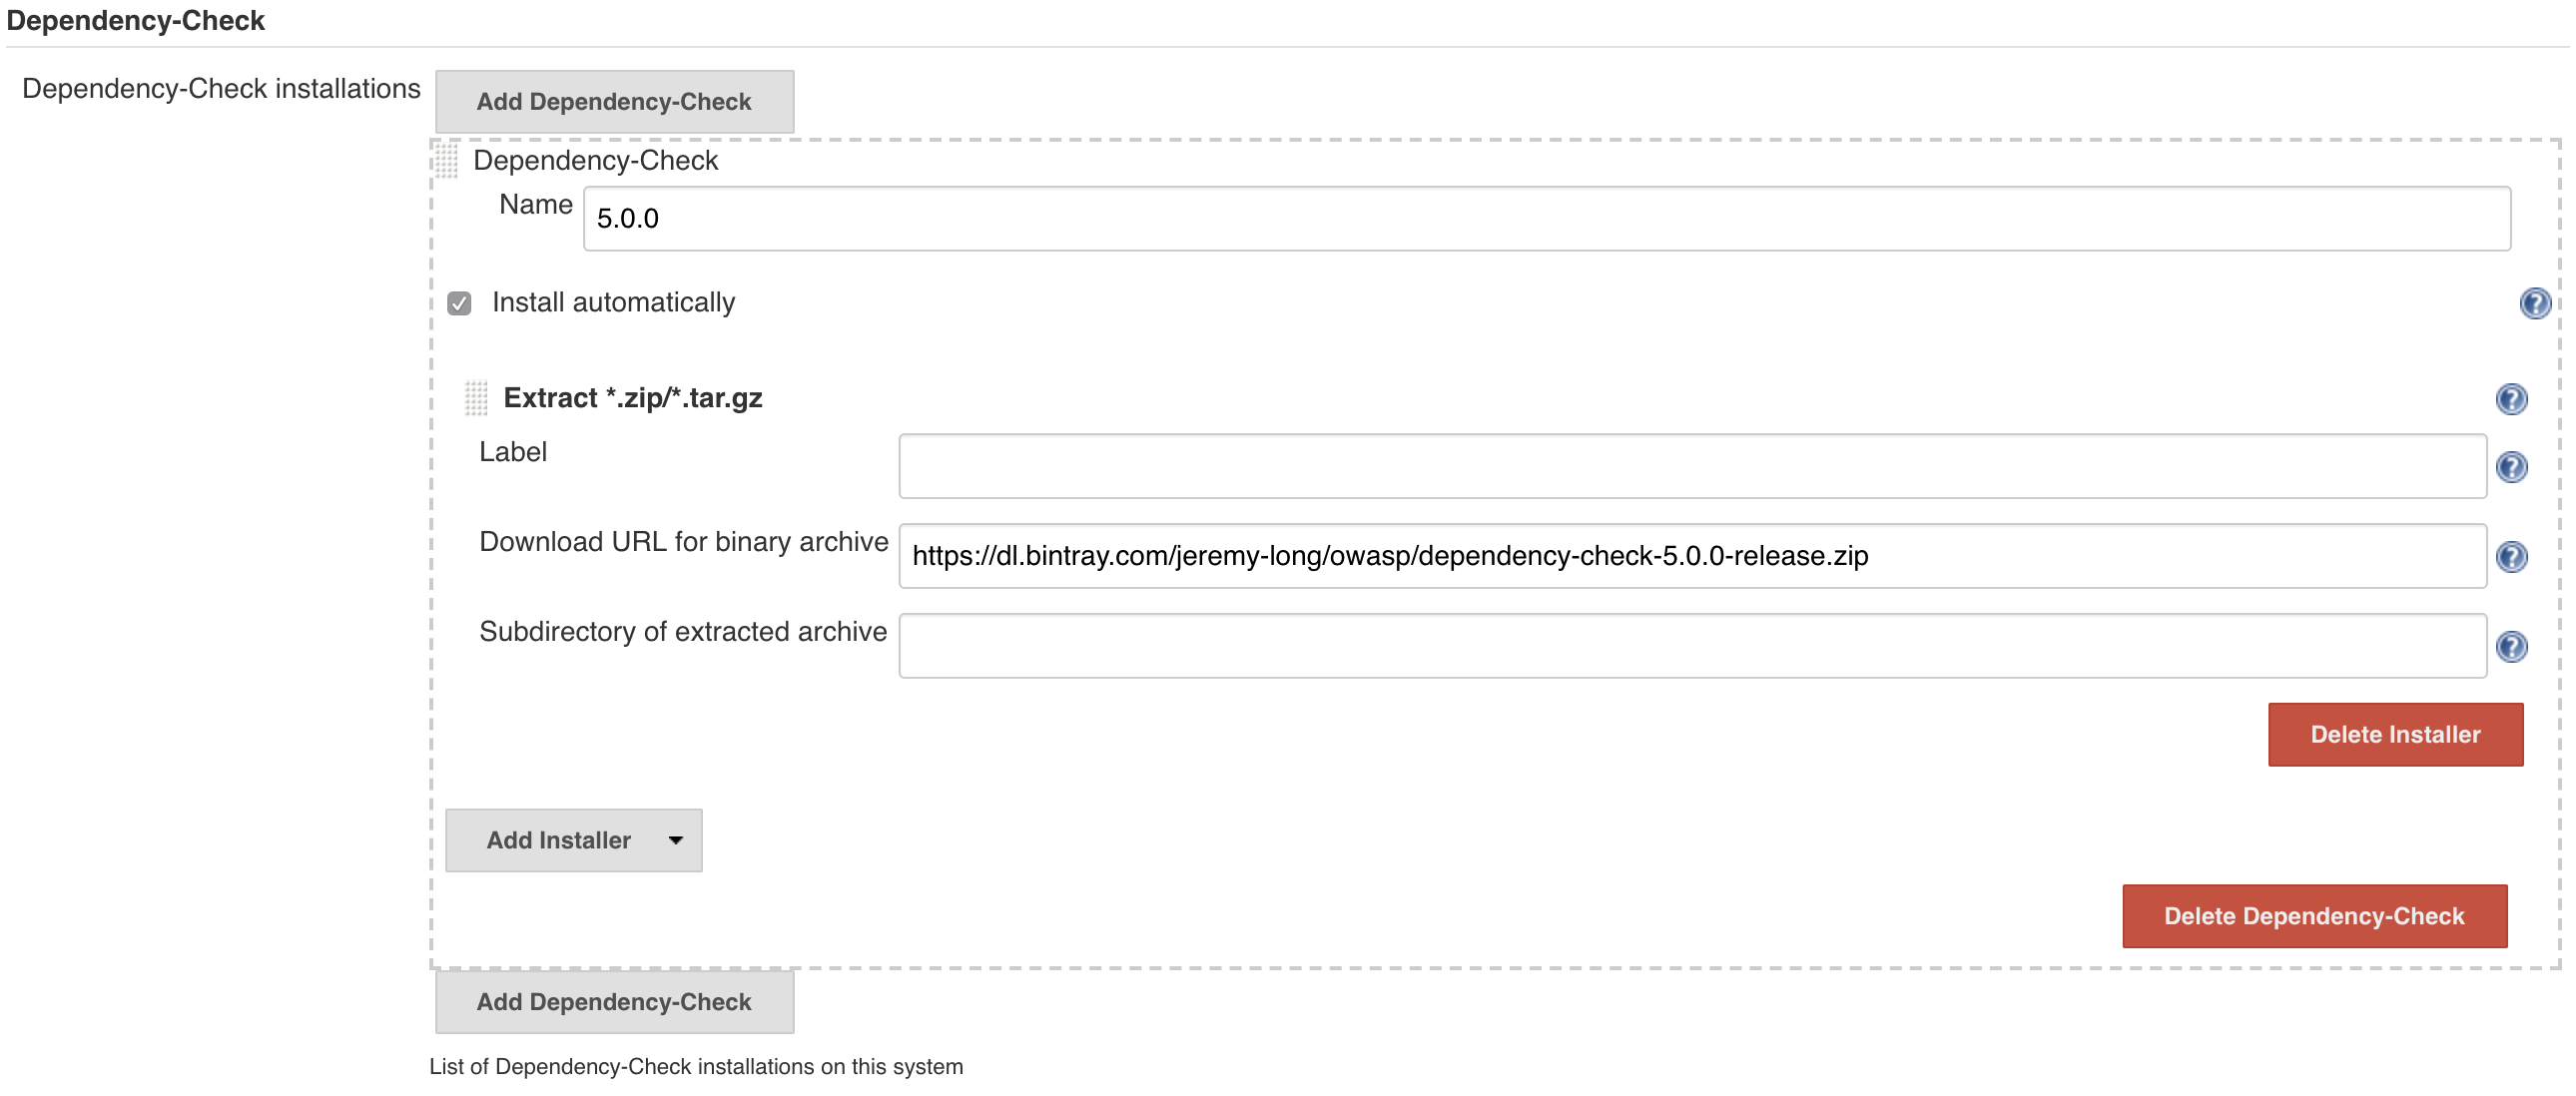 Dependency-Check
Dependency-Check installations
Add Dependency-Check
Dependency-Check
Name
5.0.0
Install automatically
?
Extract *.zip/*.tar.gz
?
Label
?
Download URL for binary archive
https://dl.bintray.com/jeremy-long/owasp/dependency-check-5.0.0-release.zip
?
Subdirectory of extracted archive
?
Delete Installer
Add Installer
Delete Dependency-Check
Add Dependency-Check
List of Dependency-Check installations on this system